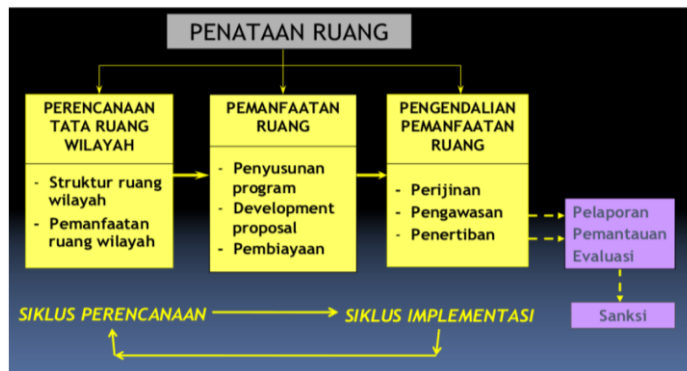 PENATAAN RUANG
PERENCANAAN
TATA RUANG
WILAYAH
- Struktur ruang
wilayah
- Pemanfaatan
ruang wilayah
PEMANFAATAN
RUANG
- Penyusunan
program
- Development
proposal
- Pembiayaan
PENGENDALIAN
PEMANFAATAN
RUANG
- Perijinan
- Pengawasan
- Penertiban
Pelaporan
Pemantauan
Evaluasi
Sanksi
SIKLUS PERENCANAAN
SIKLUS IMPLEMENTASI